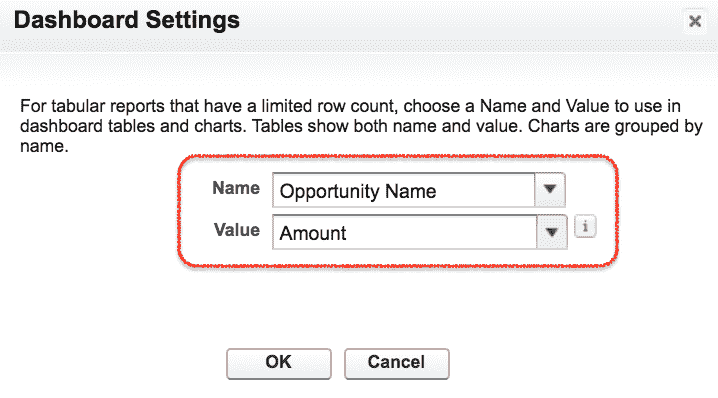 Dashboard Settings
For tabular reports that have a limited row count, choose a Name and Value to use in
dashboard tables and charts. Tables show both name and value. Charts are grouped by
name.
Name Opportunity Name
Value Amount i
OK Cancel